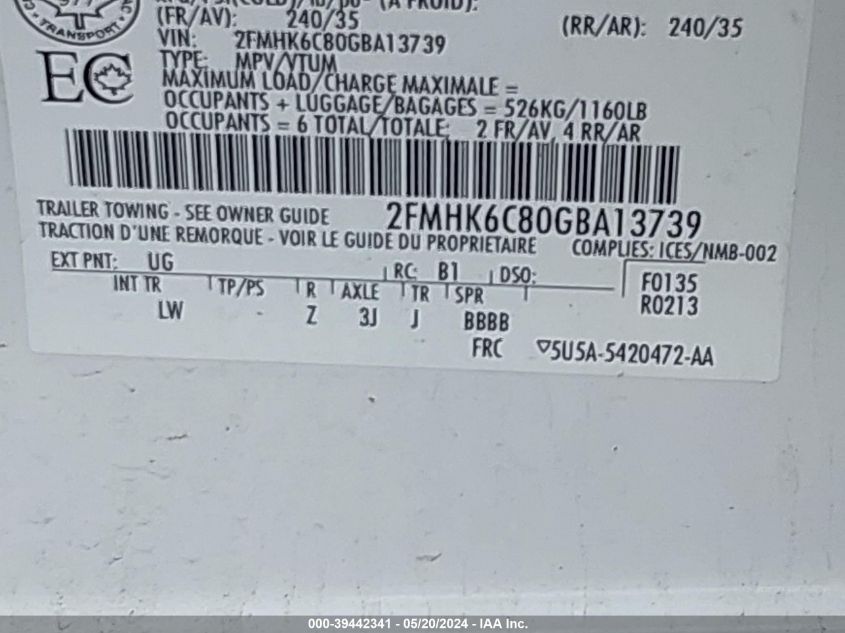 (A FROID):
(FR/AV): 240/35 (RR/AR): 240/35
VIN: 2FMHK6C80GBA13739
TYPE: MPV/VTUM
MAXIMUM LOAD/CHARGE MAXIMALE =
OCCUPANTS + LUGGAGE/BAGAGES = 526KG/1160LB
OCCUPANTS = 6 TOTAL/TOTALE: 2 FR/AV, 4 RR/AR
TRANSPORT
EC
2FMHK6C80GBA13739
TRAILER TOWING - SEE OWNER GUIDE
TRACTION D'UNE REMORQUE - VOIR LE GUIDE DU PROPRIETAIRE COMPLIES: ICES/NMB-002
EXT PNT: UG RC: B1 DSO: F0135
INT TR TP/PS R AXLE TR SPR R0213
LW - Z 3J J BBBB
FRC 5U5A-5420472-AA
000-39442341 - 05/20/2024 - IAA Inc.